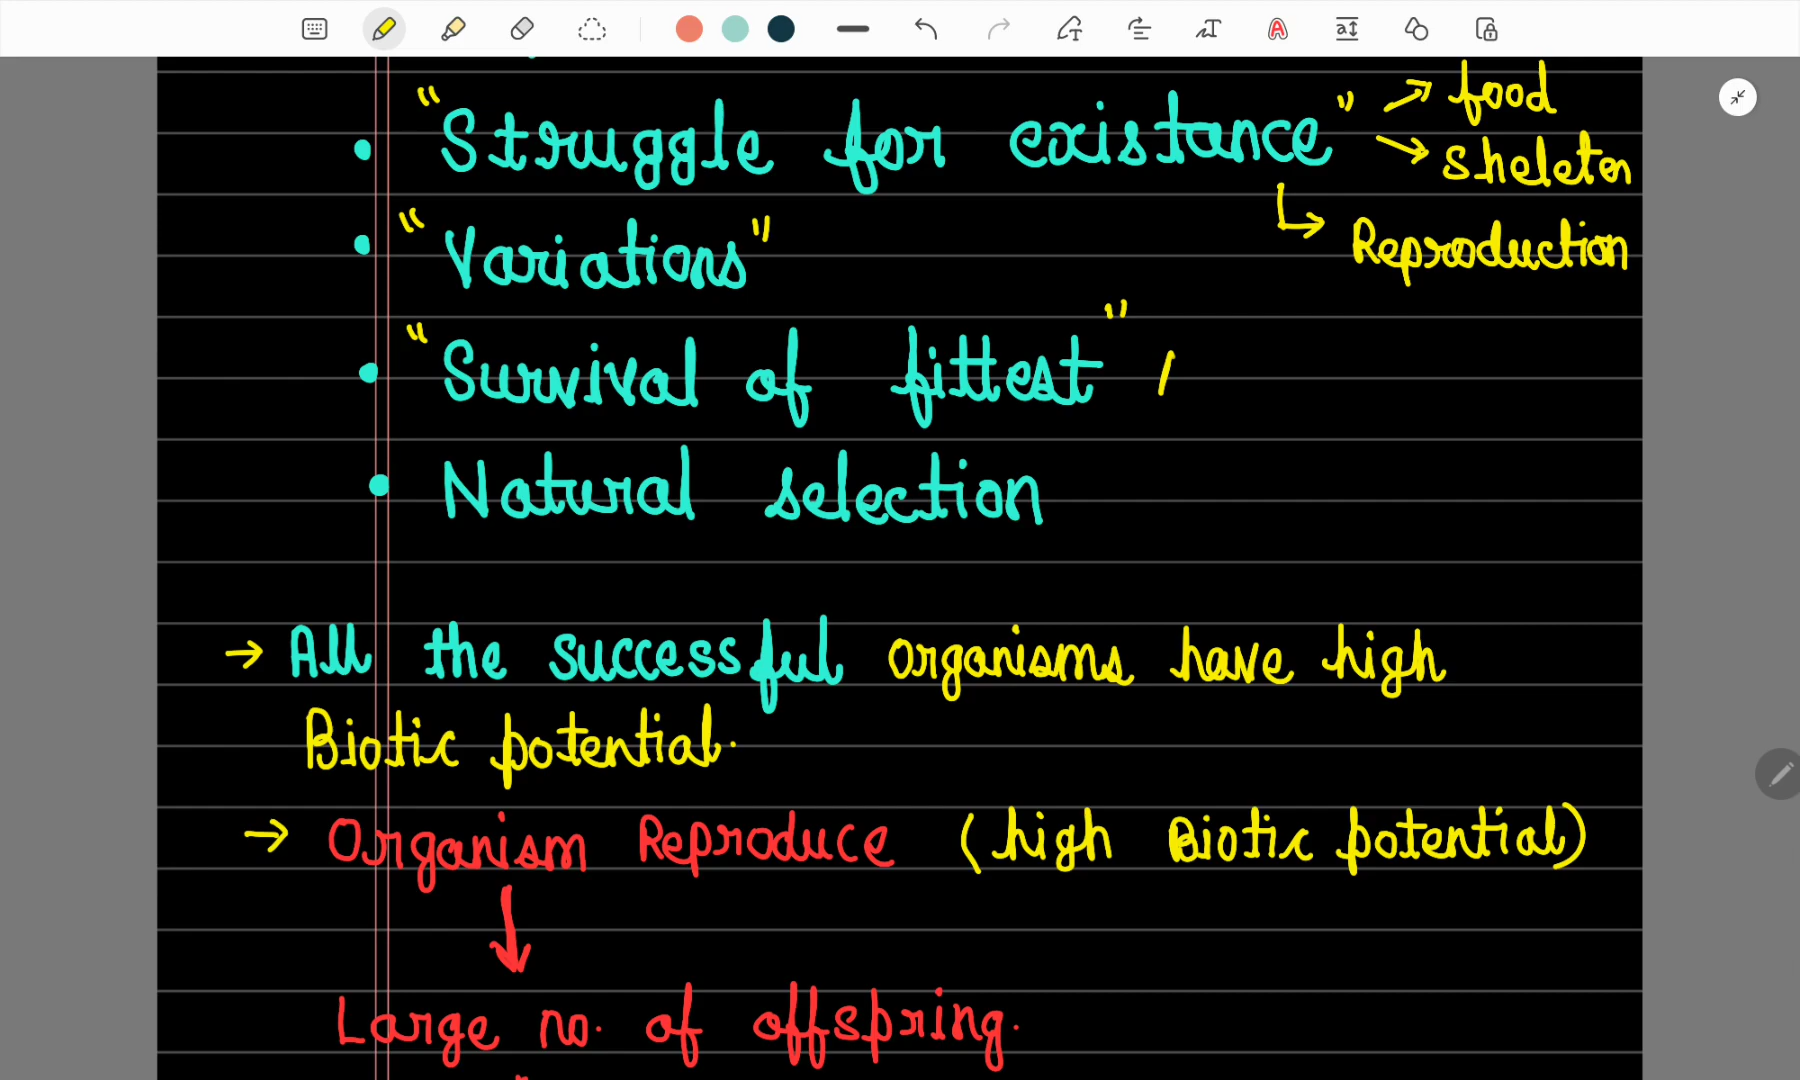 • "Struggle for existance" → food
→ sheleton
↳ Reproduction
• "Variations"
• "Survival of fittest" /
• Natural selection
→ All the successful organisms have high
Biotic potential.
→ Organism Reproduce (high Biotic potential)
↓
Large no. of offspring.